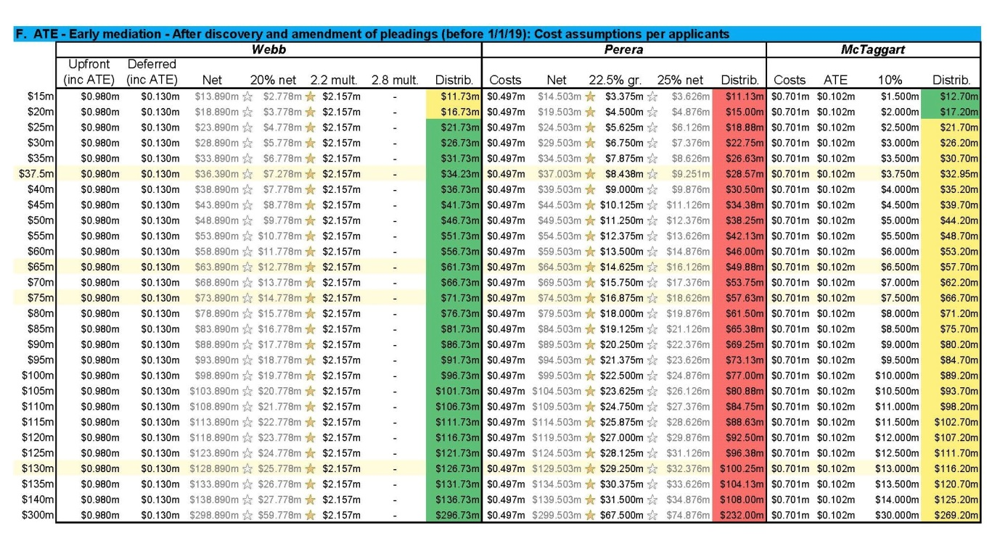 F. ATE - Early mediation - After discovery and amendment of pleadings (before 1/1/19): Cost assumptions per applicants
Webb Perera McTaggart
Upfront Deferred
(inc ATE) (inc ATE) Net 20% net 2.2 mult. 2.8 mult. Distrib. Costs Net 22.5% gr. 25% net Distrib. Costs ATE 10% Distrib.
$15m $0.980m $0.130m $13.890m $2.778m $2.157m - $11.73m $0.497m $14.503m $3.375m $3.626m $11.13m $0.701m $0.102m $1.500m $12.70m
$20m $0.980m $0.130m $18.890m $3.778m $2.157m - $16.73m $0.497m $19.503m $4.500m $4.876m $15.00m $0.701m $0.102m $2.000m $17.20m
$25m $0.980m $0.130m $23.890m $4.778m $2.157m - $21.73m $0.497m $24.503m $5.625m $6.126m $18.88m $0.701m $0.102m $2.500m $21.70m
$30m $0.980m $0.130m $28.890m $5.778m $2.157m - $26.73m $0.497m $29.503m $6.750m $7.376m $22.75m $0.701m $0.102m $3.000m $26.20m
$35m $0.980m $0.130m $33.890m $6.778m $2.157m - $31.73m $0.497m $34.503m $7.875m $8.626m $26.63m $0.701m $0.102m $3.500m $30.70m
$37.5m $0.980m $0.130m $36.390m $7.278m $2.157m - $34.23m $0.497m $37.003m $8.438m $9.251m $28.57m $0.701m $0.102m $3.750m $32.95m
$40m $0.980m $0.130m $38.890m $7.778m $2.157m - $36.73m $0.497m $39.503m $9.000m $9.876m $30.50m $0.701m $0.102m $4.000m $35.20m
$45m $0.980m $0.130m $43.890m $8.778m $2.157m - $41.73m $0.497m $44.503m $10.125m $11.126m $34.38m $0.701m $0.102m $4.500m $39.70m
$50m $0.980m $0.130m $48.890m $9.778m $2.157m - $46.73m $0.497m $49.503m $11.250m $12.376m $38.25m $0.701m $0.102m $5.000m $44.20m
$55m $0.980m $0.130m $53.890m $10.778m $2.157m - $51.73m $0.497m $54.503m $12.375m $13.626m $42.13m $0.701m $0.102m $5.500m $48.70m
$60m $0.980m $0.130m $58.890m $11.778m $2.157m - $56.73m $0.497m $59.503m $13.500m $14.876m $46.00m $0.701m $0.102m $6.000m $53.20m
$65m $0.980m $0.130m $63.890m $12.778m $2.157m - $61.73m $0.497m $64.503m $14.625m $16.126m $49.88m $0.701m $0.102m $6.500m $57.70m
$70m $0.980m $0.130m $68.890m $13.778m $2.157m - $66.73m $0.497m $69.503m $15.750m $17.376m $53.75m $0.701m $0.102m $7.000m $62.20m
$75m $0.980m $0.130m $73.890m $14.778m $2.157m - $71.73m $0.497m $74.503m $16.875m $18.626m $57.63m $0.701m $0.102m $7.500m $66.70m
$80m $0.980m $0.130m $78.890m $15.778m $2.157m - $76.73m $0.497m $79.503m $18.000m $19.876m $61.50m $0.701m $0.102m $8.000m $71.20m
$85m $0.980m $0.130m $83.890m $16.778m $2.157m - $81.73m $0.497m $84.503m $19.125m $21.126m $65.38m $0.701m $0.102m $8.500m $75.70m
$90m $0.980m $0.130m $88.890m $17.778m $2.157m - $86.73m $0.497m $89.503m $20.250m $22.376m $69.25m $0.701m $0.102m $9.000m $80.20m
$95m $0.980m $0.130m $93.890m $18.778m $2.157m - $91.73m $0.497m $94.503m $21.375m $23.626m $73.13m $0.701m $0.102m $9.500m $84.70m
$100m $0.980m $0.130m $98.890m $19.778m $2.157m - $96.73m $0.497m $99.503m $22.500m $24.876m $77.00m $0.701m $0.102m $10.000m $89.20m
$105m $0.980m $0.130m $103.890m $20.778m $2.157m - $101.73m $0.497m $104.503m $23.625m $26.126m $80.88m $0.701m $0.102m $10.500m $93.70m
$110m $0.980m $0.130m $108.890m $21.778m $2.157m - $106.73m $0.497m $109.503m $24.750m $27.376m $84.75m $0.701m $0.102m $11.000m $98.20m
$115m $0.980m $0.130m $113.890m $22.778m $2.157m - $111.73m $0.497m $114.503m $25.875m $28.626m $88.63m $0.701m $0.102m $11.500m $102.70m
$120m $0.980m $0.130m $118.890m $23.778m $2.157m - $116.73m $0.497m $119.503m $27.000m $29.876m $92.50m $0.701m $0.102m $12.000m $107.20m
$125m $0.980m $0.130m $123.890m $24.778m $2.157m - $121.73m $0.497m $124.503m $28.125m $31.126m $96.38m $0.701m $0.102m $12.500m $111.70m
$130m $0.980m $0.130m $128.890m $25.778m $2.157m - $126.73m $0.497m $129.503m $29.250m $32.376m $100.25m $0.701m $0.102m $13.000m $116.20m
$135m $0.980m $0.130m $133.890m $26.778m $2.157m - $131.73m $0.497m $134.503m $30.375m $33.626m $104.13m $0.701m $0.102m $13.500m $120.70m
$140m $0.980m $0.130m $138.890m $27.778m $2.157m - $136.73m $0.497m $139.503m $31.500m $34.876m $108.00m $0.701m $0.102m $14.000m $125.20m
$300m $0.980m $0.130m $298.890m $59.778m $2.157m - $296.73m $0.497m $299.503m $67.500m $74.876m $232.00m $0.701m $0.102m $30.000m $269.20m